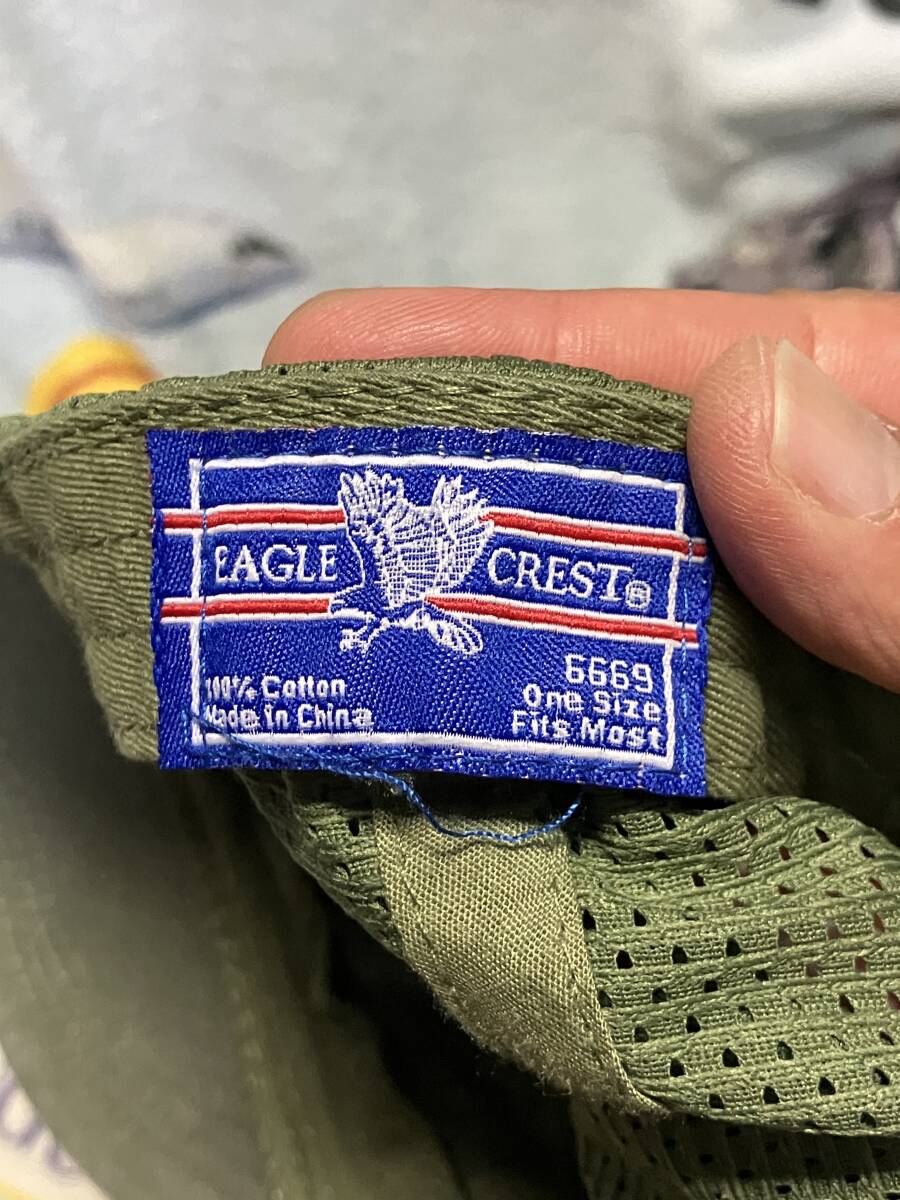 EAGLE CREST®
100% Cotton
Made in China
6669
One Size
Fits Most